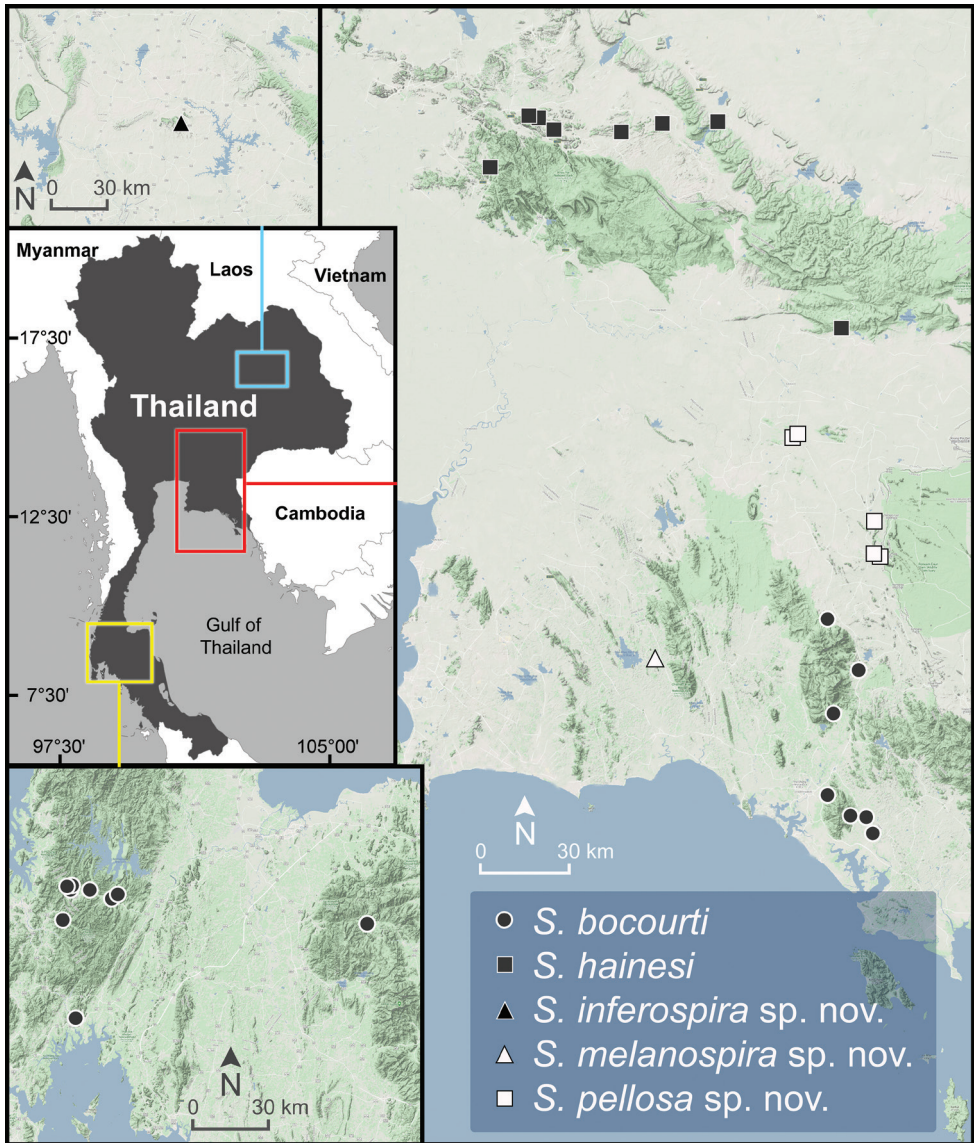 N
0 30 km
Myanmar
Laos
Vietnam
17°30'
Thailand
12°30'
Cambodia
Gulf of
Thailand
7°30'
97°30' 105°00'
N
0 30 km
N
0 30 km
S. bocourti
S. hainesi
S. inferospira sp. nov.
S. melanospira sp. nov.
S. pellosa sp. nov.